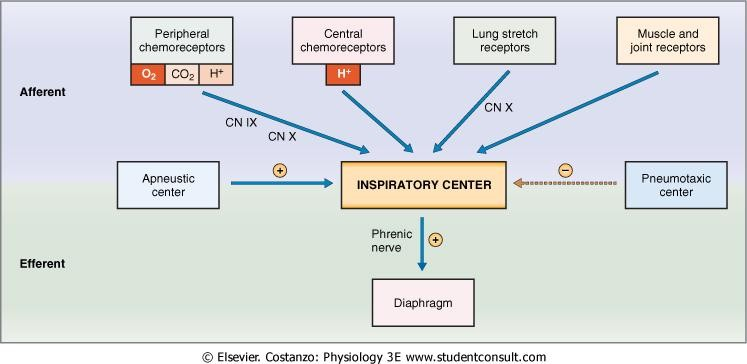 Peripheral
chemoreceptors
O2 CO2 H+
Central
chemoreceptors
H+
Lung stretch
receptors
Muscle and
joint receptors
Afferent
CN IX
CN X
CN X
Apneustic
center
+
INSPIRATORY CENTER
−
Pneumotaxic
center
Phrenic
nerve
+
Efferent
Diaphragm
© Elsevier. Costanzo: Physiology 3E www.studentconsult.com